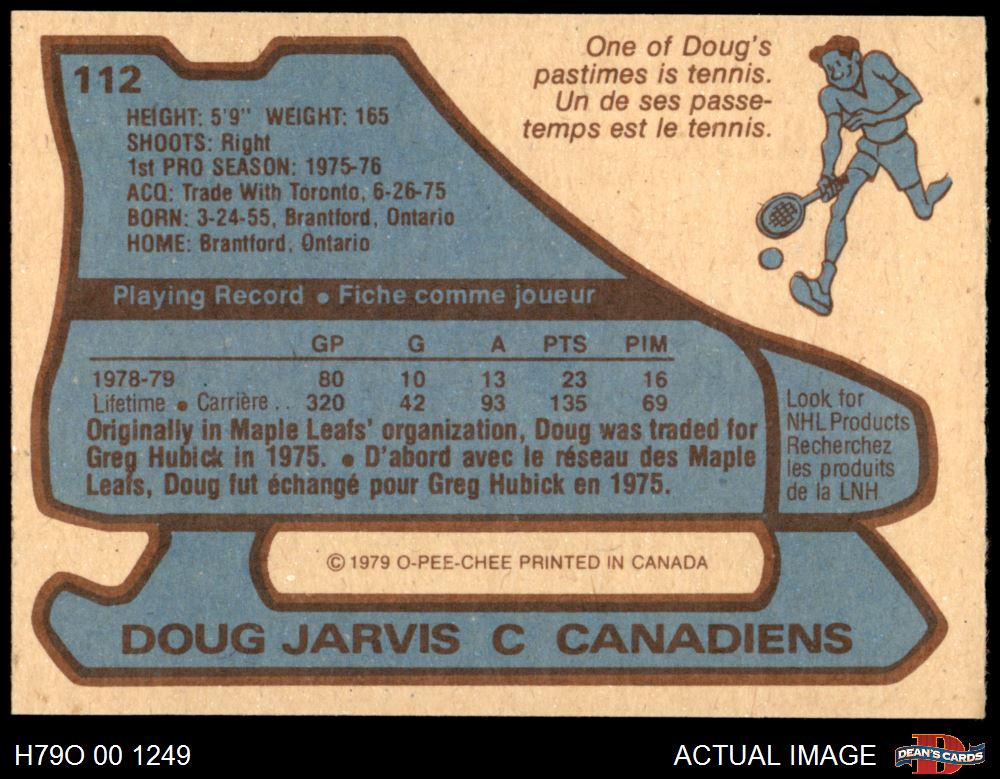 One of Doug's
pastimes is tennis.
Un de ses passe-
temps est le tennis.
112
HEIGHT: 5'9" WEIGHT: 165
SHOOTS: Right
1st PRO SEASON: 1975-76
ACQ: Trade With Toronto, 6-26-75
BORN: 3-24-55, Brantford, Ontario
HOME: Brantford, Ontario
Playing Record • Fiche comme joueur
GP G A PTS PIM
1978-79 . 80 10 13 23 16
Lifetime • Carrière .. 320 42 93 135 69
Originally in Maple Leafs' organization, Doug was traded for
Greg Hubick in 1975. • D'abord avec le réseau des Maple
Leafs, Doug fut échangé pour Greg Hubick en 1975.
Look for
NHL Products
Recherchez
les produits
de la LNH
© 1979 O-PEE-CHEE PRINTED IN CANADA
DOUG JARVIS C CANADIENS
H79O 00 1249
ACTUAL IMAGE
D
DEAN'S CARDS